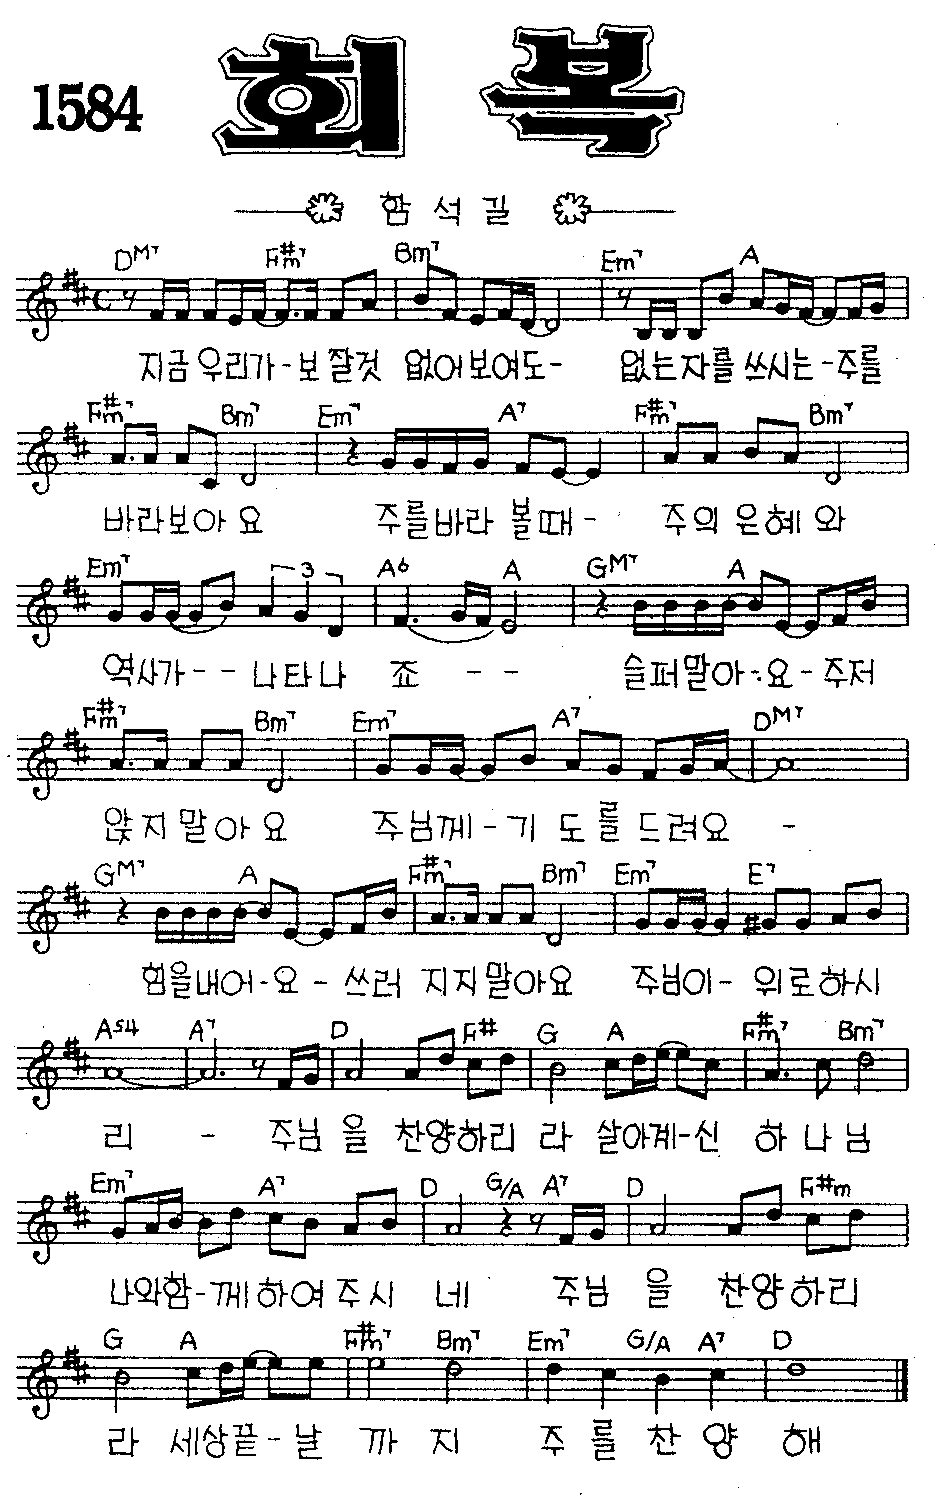 1584 회복
함석길
DM7 F#m7 Bm7 Em7 A
지금우리가-보잘것 없어보여도- 없는자를쓰시는-주를
F#m7 Bm7 Em7 A7 F#m7 Bm7
바라보아요 주를바라볼때- 주의은혜와
Em7 3 A6 A GM7 A
역사가--나타나죠-- 슬퍼말아-요-주저
F#m7 Bm7 Em7 A7 DM7
앉지말아요 주님께-기도를드려요-
GM7 A F#m7 Bm7 Em7 E7
힘을내어-요-쓰러지지말아요 주님이-위로하시
Asus4 A7 D F# G A F#m7 Bm7
리- 주님을찬양하리라 살아계-신하나님
Em7 A7 D G/A A7 D F#m
나와함-께하여주시네 주님을찬양하리
G A F#m7 Bm7 Em7 G/A A7 D
라 세상끝-날까지 주를찬양해